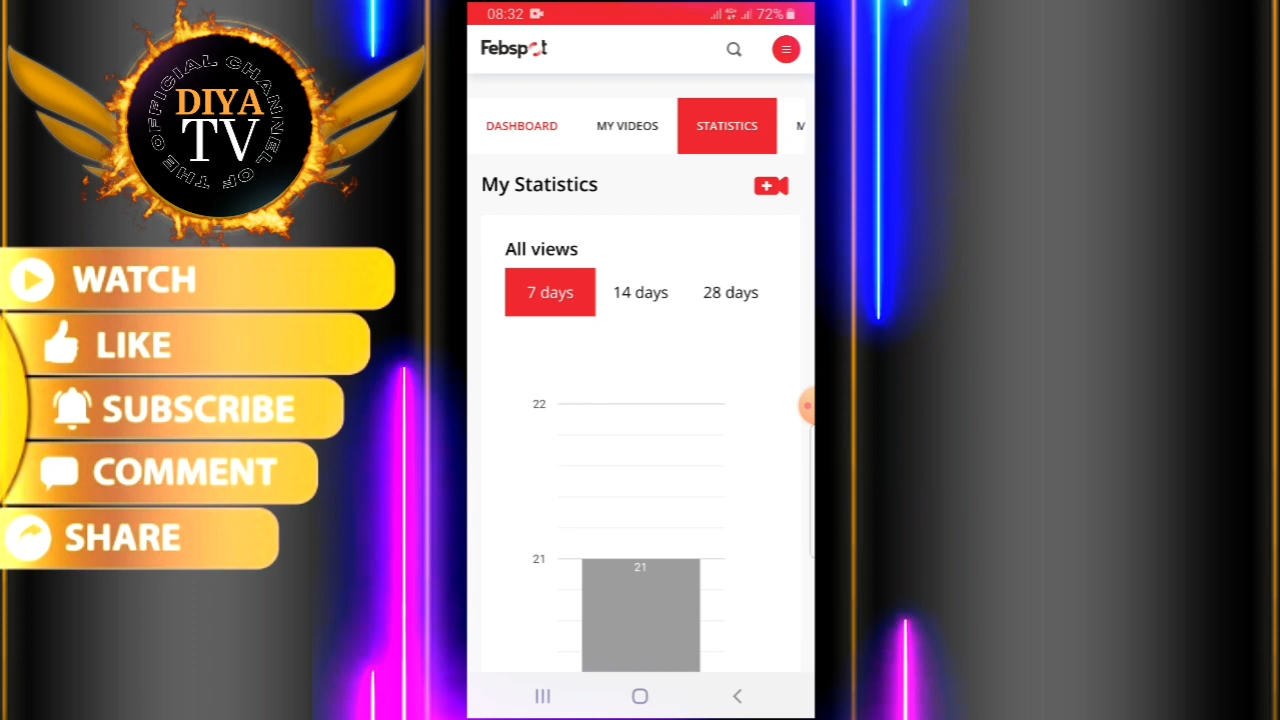 THE OFFICIAL CHANNEL OF THE
DIYA
TV
WATCH
LIKE
SUBSCRIBE
COMMENT
SHARE
08:32
72%
Febspot
DASHBOARD
MY VIDEOS
STATISTICS
M
My Statistics
All views
7 days
14 days
28 days
22
21
21